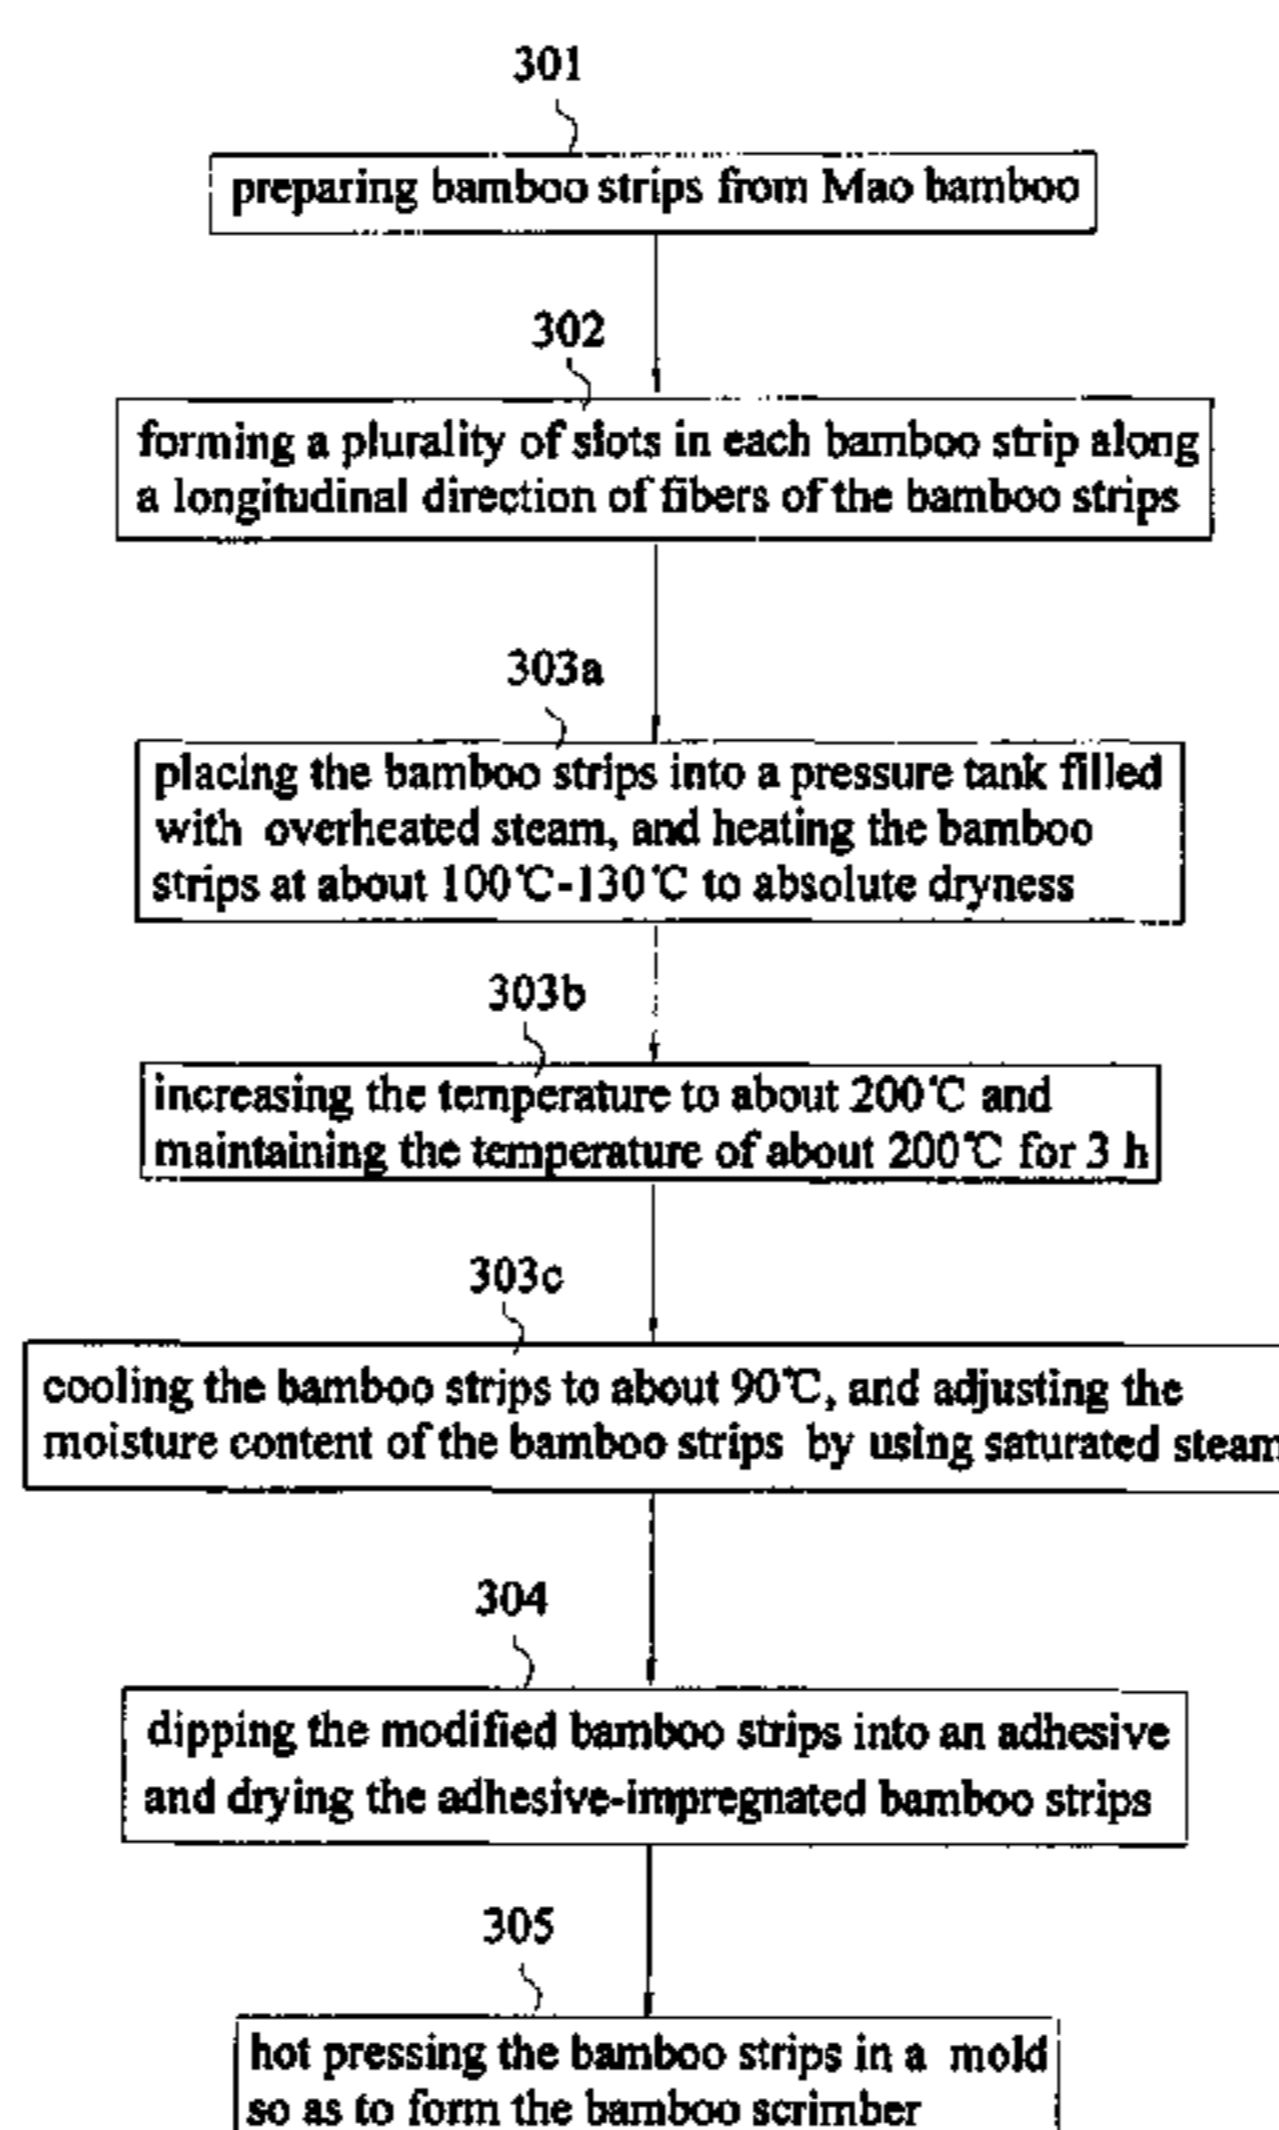 301
preparing bamboo strips from Mao bamboo
302
forming a plurality of slots in each bamboo strip along
a longitudinal direction of fibers of the bamboo strips
303a
placing the bamboo strips into a pressure tank filled
with overheated steam, and heating the bamboo
strips at about 100℃-130℃ to absolute dryness
303b
increasing the temperature to about 200℃ and
maintaining the temperature of about 200℃ for 3 h
303c
cooling the bamboo strips to about 90℃, and adjusting the
moisture content of the bamboo strips by using saturated steam
304
dipping the modified bamboo strips into an adhesive
and drying the adhesive-impregnated bamboo strips
305
hot pressing the bamboo strips in a mold
so as to form the bamboo scrimber